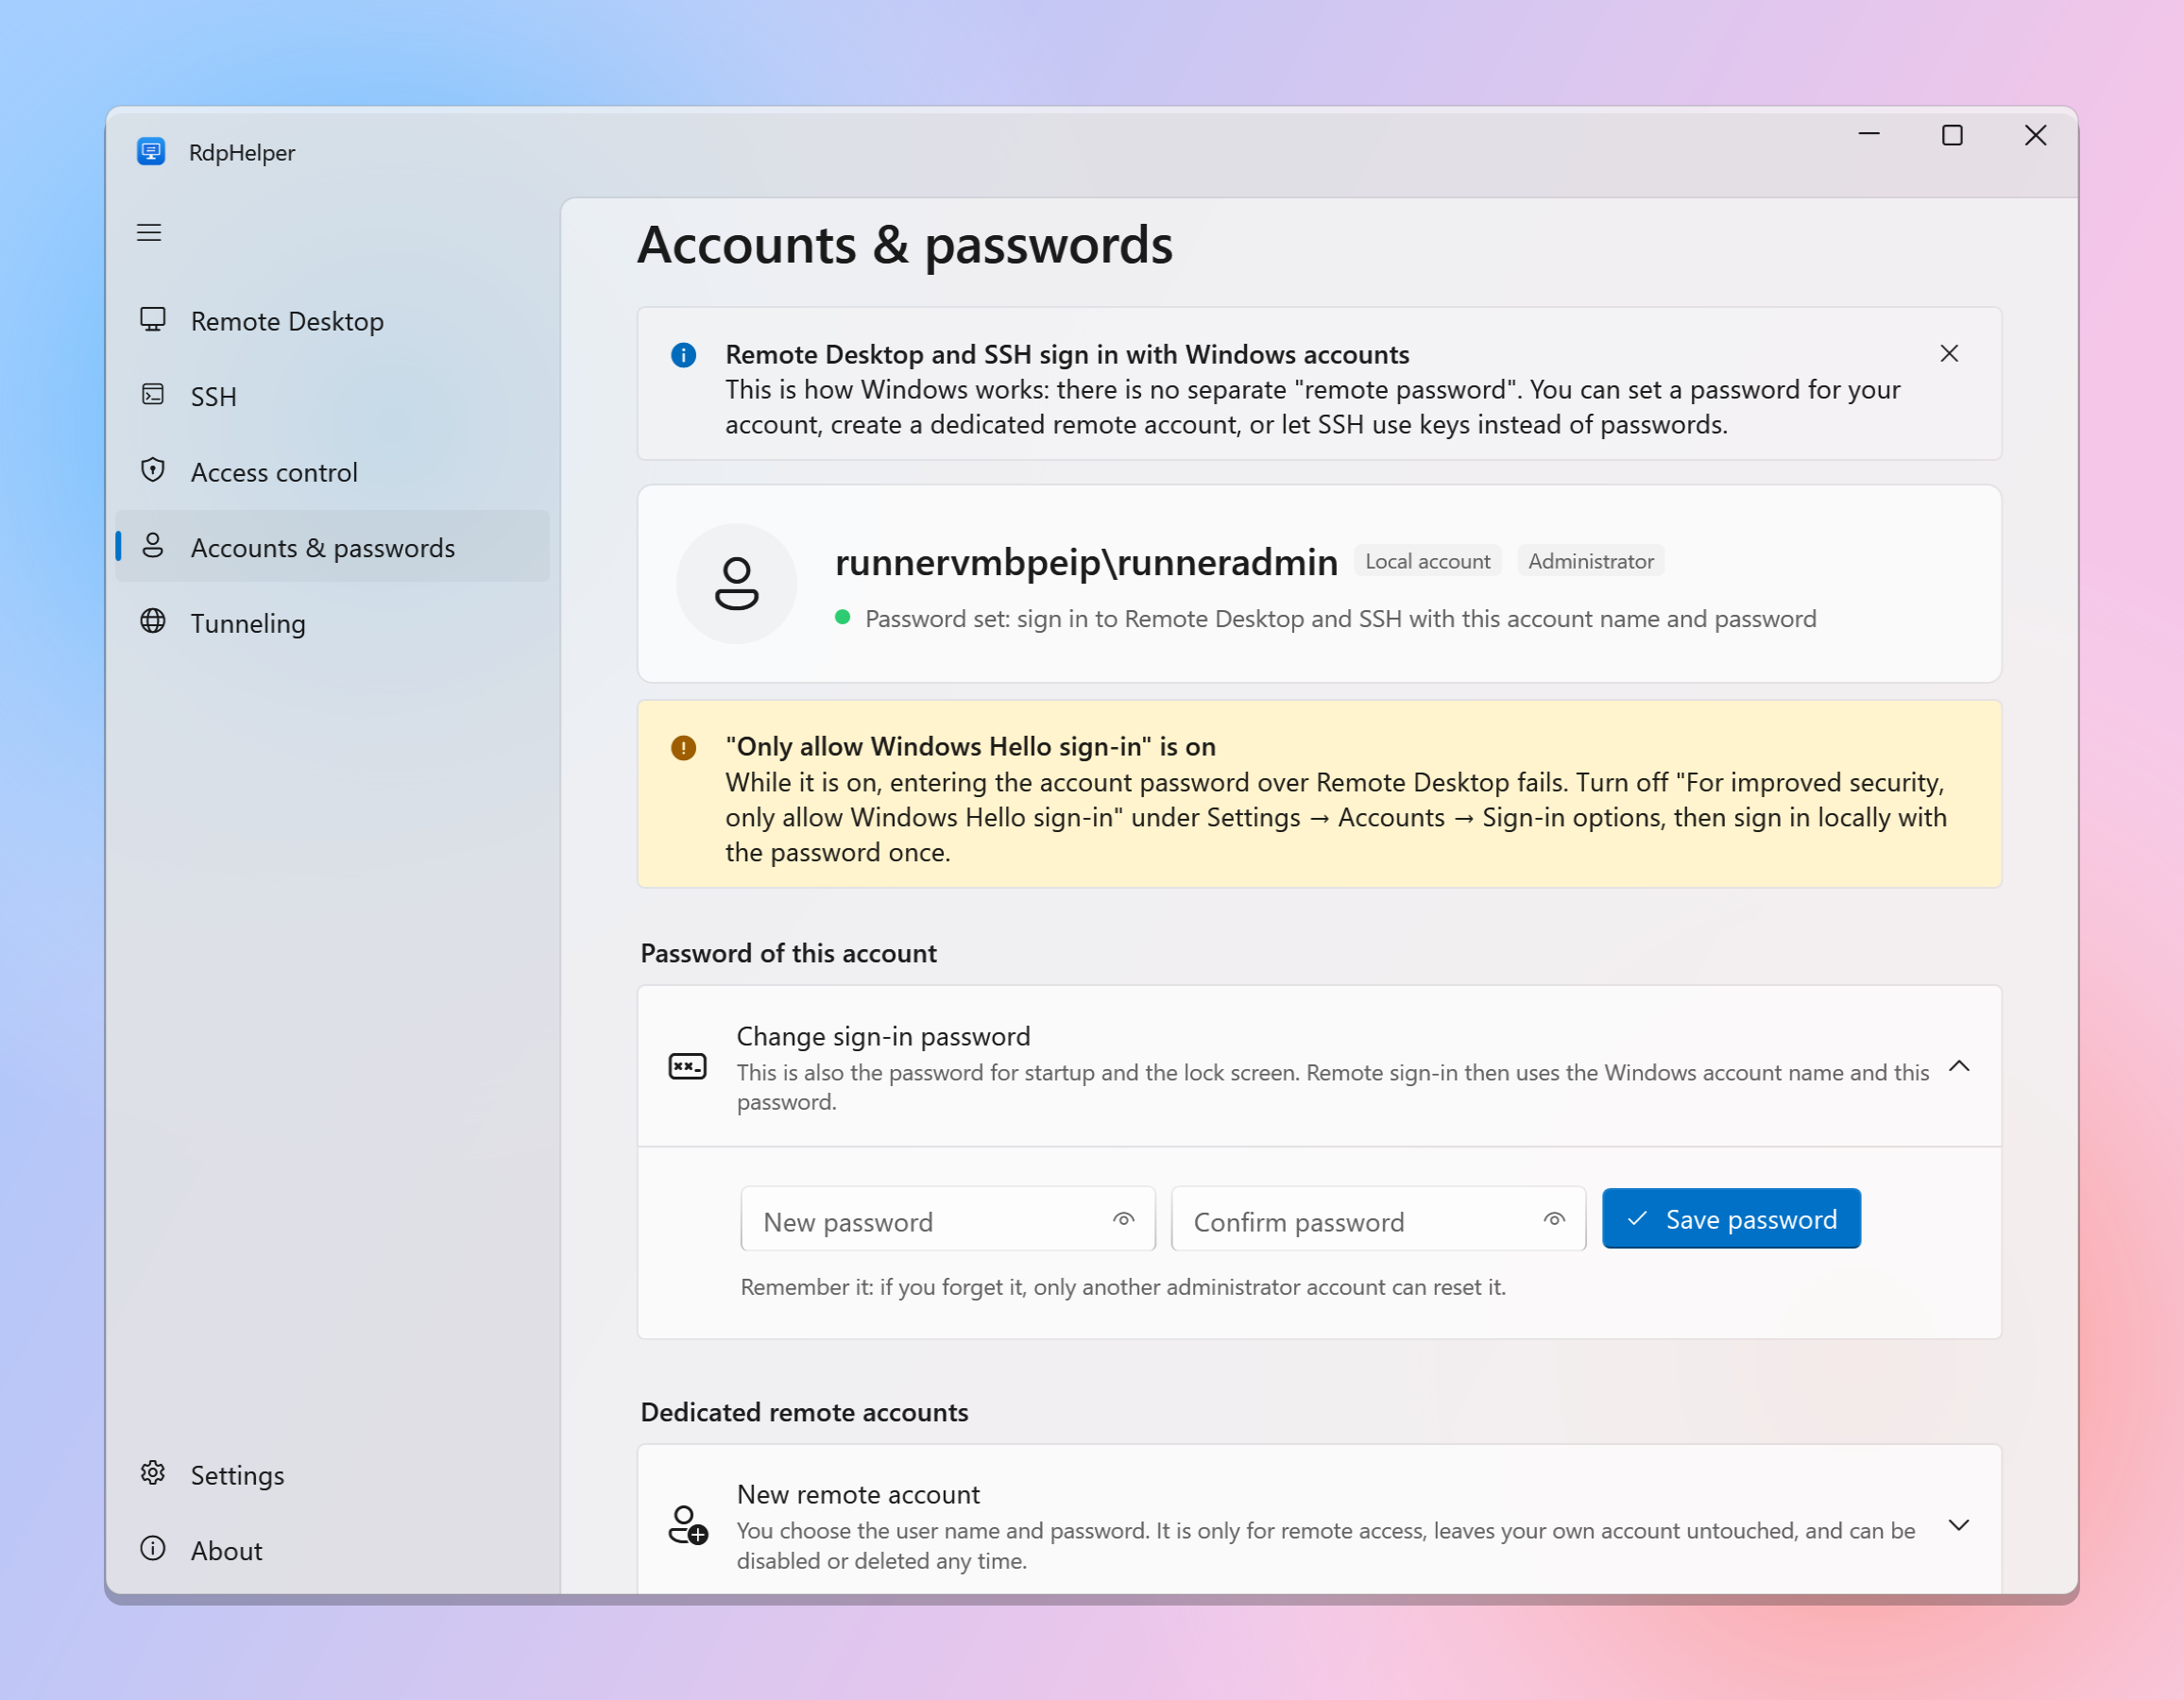 RdpHelper
Remote Desktop
SSH
Access control
Accounts & passwords
Tunneling
Settings
About
Accounts & passwords
Remote Desktop and SSH sign in with Windows accounts
This is how Windows works: there is no separate "remote password". You can set a password for your
account, create a dedicated remote account, or let SSH use keys instead of passwords.
runnervmbpeip\runneradmin Local account Administrator
Password set: sign in to Remote Desktop and SSH with this account name and password
"Only allow Windows Hello sign-in" is on
While it is on, entering the account password over Remote Desktop fails. Turn off "For improved security,
only allow Windows Hello sign-in" under Settings → Accounts → Sign-in options, then sign in locally with
the password once.
Password of this account
Change sign-in password
This is also the password for startup and the lock screen. Remote sign-in then uses the Windows account name and this
password.
New password Confirm password Save password
Remember it: if you forget it, only another administrator account can reset it.
Dedicated remote accounts
New remote account
You choose the user name and password. It is only for remote access, leaves your own account untouched, and can be
disabled or deleted any time.